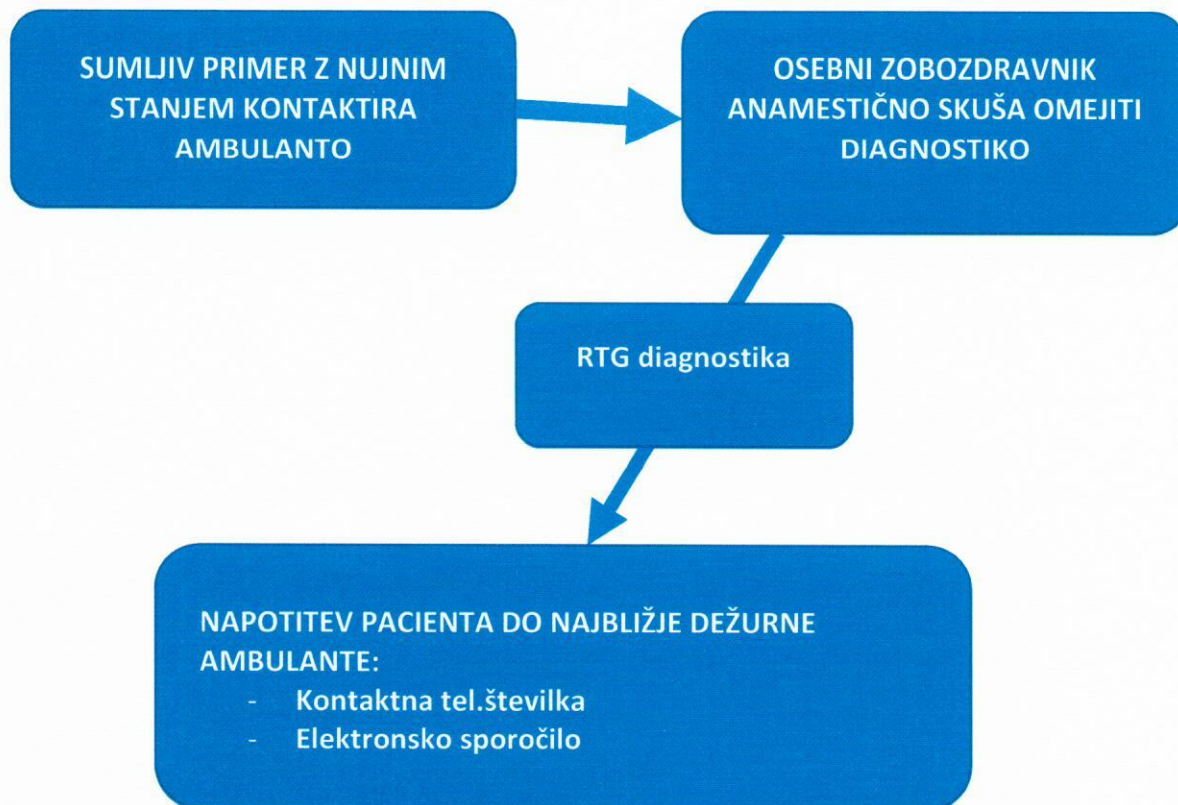 SUMLJIV PRIMER Z NUJNIM
STANJEM KONTAKTIRA
AMBULANTO
OSEBNI ZOBOZDRAVNIK
ANAMESTIČNO SKUŠA OMEJITI
DIAGNOSTIKO
RTG diagnostika
NAPOTITEV PACIENTA DO NAJBLIŽJE DEŽURNE
AMBULANTE:
- Kontaktna tel.številka
- Elektronsko sporočilo